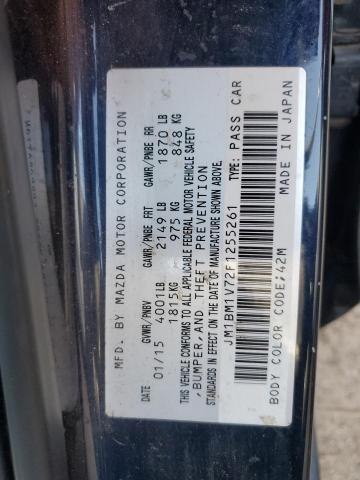 MFD. BY MAZDA MOTOR CORPORATION
GVWR/PNBV GAWR/PNBE FRT GAWR/PNBE RR
01/15 4001LB 2149 LB 1870 LB
1815KG 975 KG 848 KG
THIS VEHICLE CONFORMS TO ALL APPLICABLE FEDERAL MOTOR VEHICLE SAFETY
,BUMPER,AND THEFT PREVENTION
STANDARDS IN EFFECT ON THE DATE OF MANUFACTURE SHOWN ABOVE.
JM1BM1V72F1255261 TYPE: PASS CAR
BODY COLOR CODE;42M MADE IN JAPAN